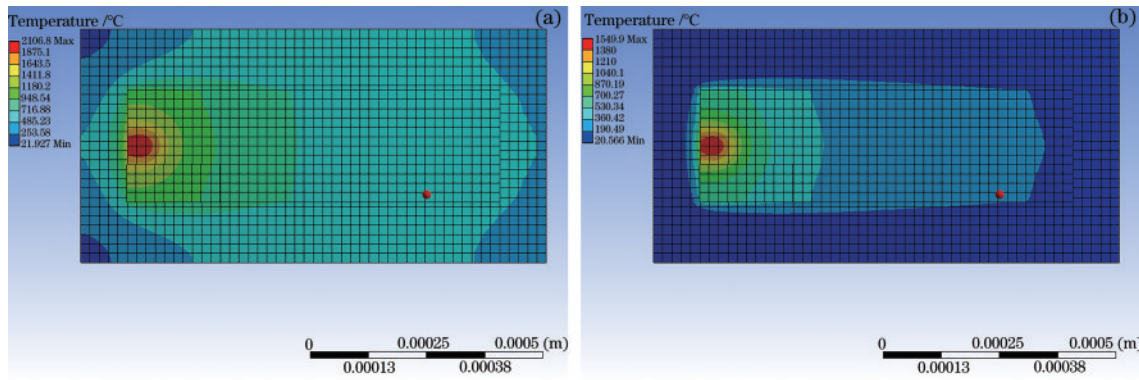 Temperature /°C
(a)
2106.8 Max
1875.1
1643.5
1411.8
1180.2
948.54
716.88
485.23
253.58
21.927 Min
0 0.00025 0.0005 (m)
0.00013 0.00038
Temperature /°C
(b)
1549.9 Max
1380
1210
1040.1
870.19
700.27
530.34
360.42
190.49
20.566 Min
0 0.00025 0.0005 (m)
0.00013 0.00038